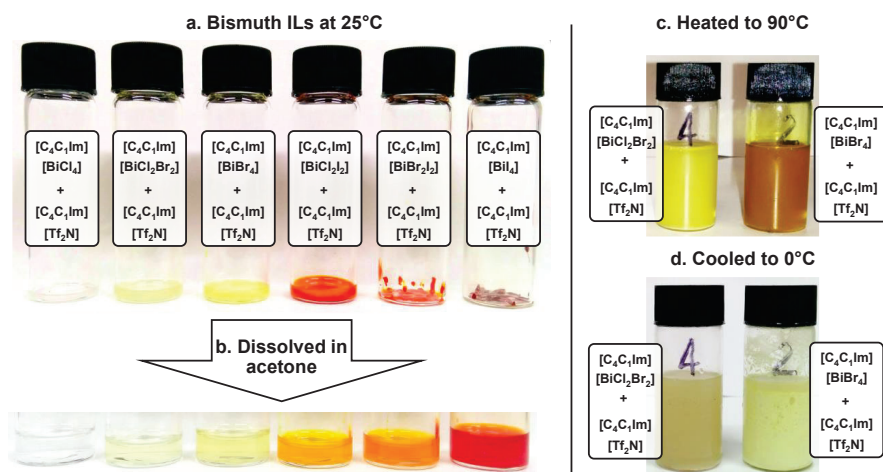 a. Bismuth ILs at 25°C
[C₄C₁Im]
[BiCl₄]
+
[C₄C₁Im]
[Tf₂N]
[C₄C₁Im]
[BiCl₂Br₂]
+
[C₄C₁Im]
[Tf₂N]
[C₄C₁Im]
[BiBr₄]
+
[C₄C₁Im]
[Tf₂N]
[C₄C₁Im]
[BiCl₂I₂]
+
[C₄C₁Im]
[Tf₂N]
[C₄C₁Im]
[BiBr₂I₂]
+
[C₄C₁Im]
[Tf₂N]
[C₄C₁Im]
[BiI₄]
+
[C₄C₁Im]
[Tf₂N]
b. Dissolved in
acetone
c. Heated to 90°C
[C₄C₁Im]
[BiCl₂Br₂]
+
[C₄C₁Im]
[Tf₂N]
4
2
[C₄C₁Im]
[BiBr₄]
+
[C₄C₁Im]
[Tf₂N]
d. Cooled to 0°C
[C₄C₁Im]
[BiCl₂Br₂]
+
[C₄C₁Im]
[Tf₂N]
4
2
[C₄C₁Im]
[BiBr₄]
+
[C₄C₁Im]
[Tf₂N]